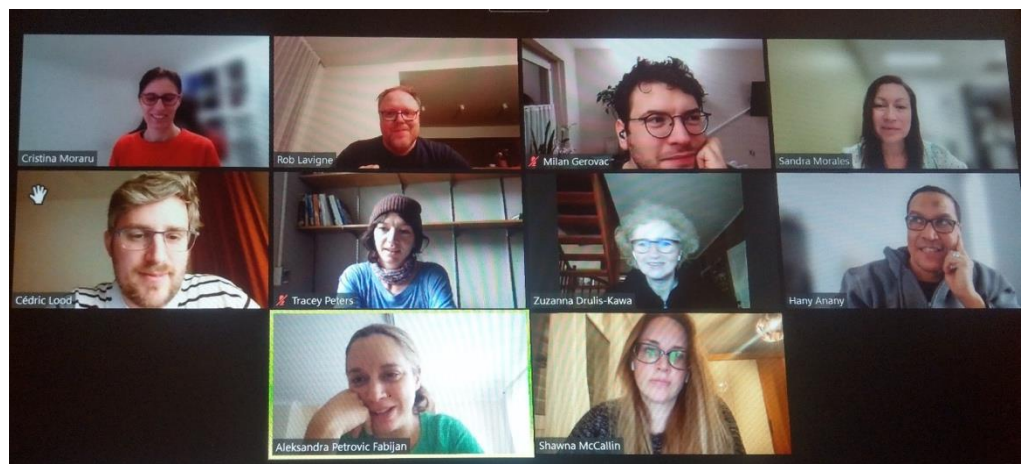 Cristina Moraru
Rob Lavigne
Milan Gerovac
Sandra Morales
Cédric Lood
Tracey Peters
Zuzanna Drulis-Kawa
Hany Anany
Aleksandra Petrovic Fabijan
Shawna McCallin